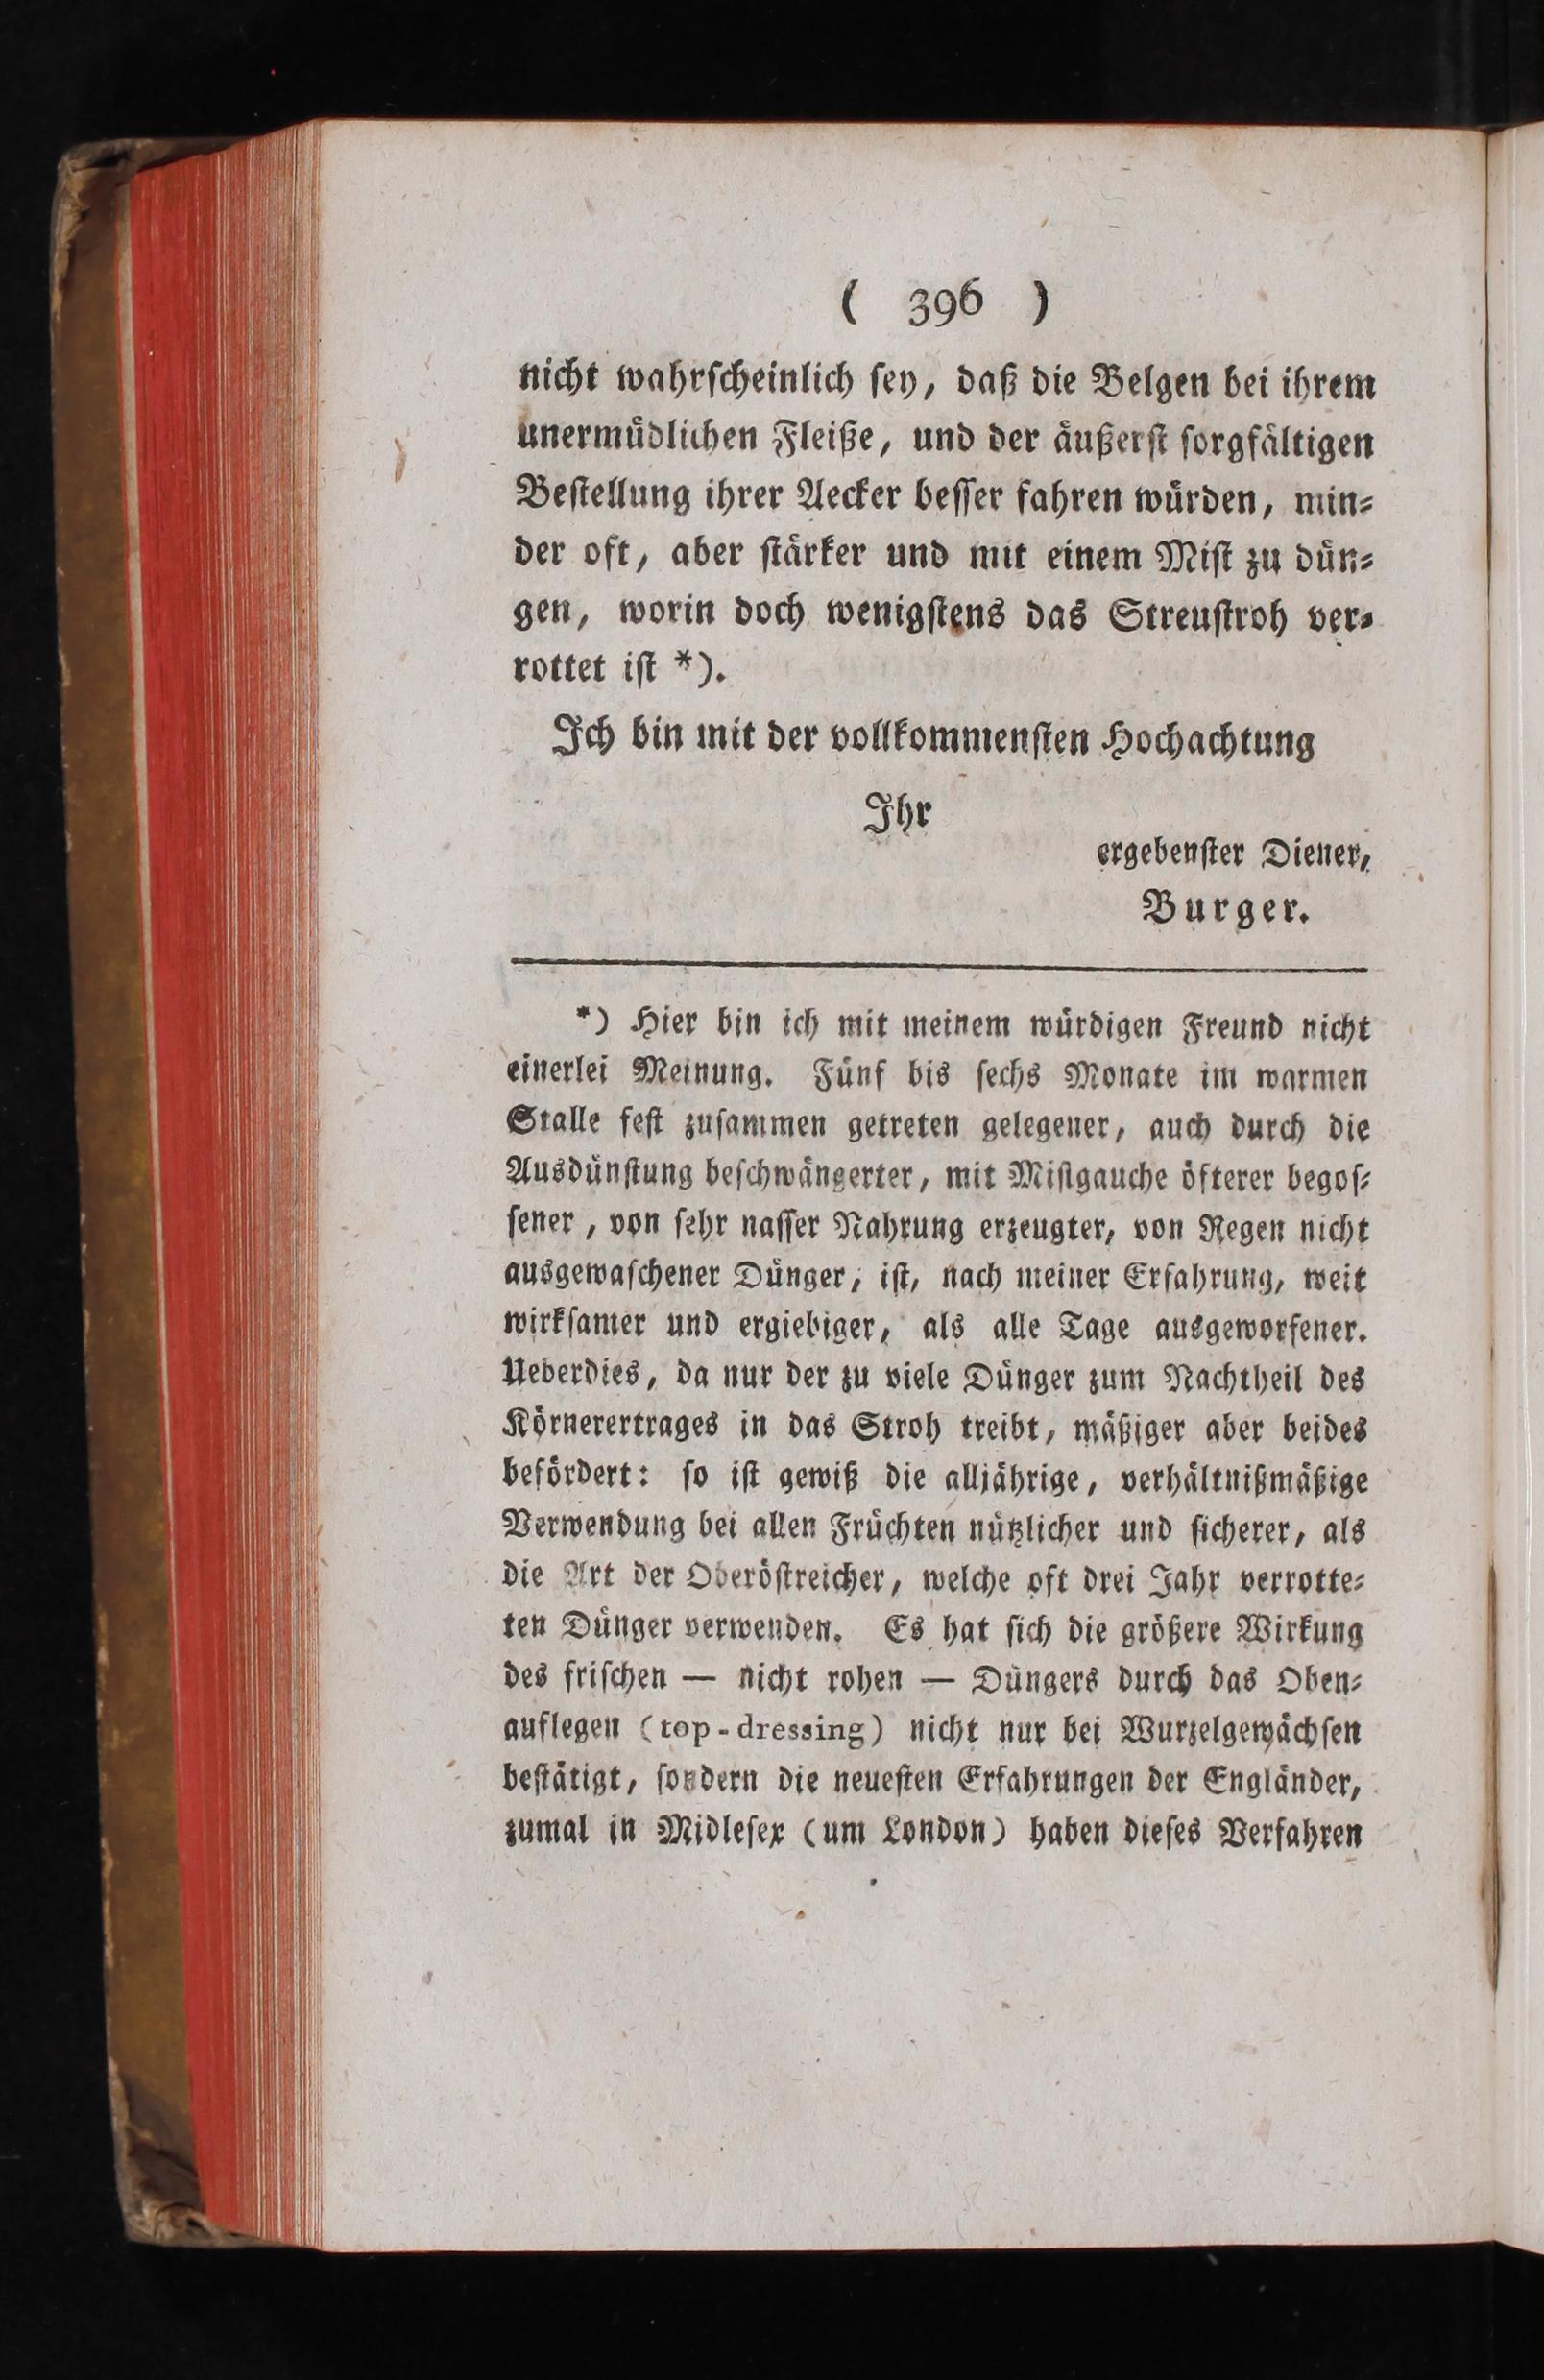 ( 396 )
nicht wahrſcheinlich ſey, daß die Belgen bei ihrem
unermüdlichen Fleiße, und der äußerſt ſorgfältigen
Beſtellung ihrer Aecker beſſer fahren würden, min⸗
der oft, aber ſtärker und mit einem Miſt zu dün⸗
gen, worin doch wenigſtens das Streuſtroh ver⸗
rottet iſt *).
Ich bin mit der vollkommenſten Hochachtung
Ihr
ergebenſter Diener,
Burger.
*) Hier bin ich mit meinem würdigen Freund nicht
einerlei Meinung. Fünf bis ſechs Monate im warmen
Stalle feſt zuſammen getreten gelegener, auch durch die
Ausdünſtung beſchwängerter, mit Miſtgauche öfterer begoſ⸗
ſener, von ſehr naſſer Nahrung erzeugter, von Regen nicht
ausgewaſchener Dünger, iſt, nach meiner Erfahrung, weit
wirkſamer und ergiebiger, als alle Tage ausgeworfener.
Ueberdies, da nur der zu viele Dünger zum Nachtheil des
Körnerertrages in das Stroh treibt, mäßiger aber beides
befördert: ſo iſt gewiß die alljährige, verhältnißmäßige
Verwendung bei allen Früchten nützlicher und ſicherer, als
die Art der Oberöſtreicher, welche oft drei Jahr verrotte⸗
ten Dünger verwenden. Es hat ſich die größere Wirkung
des friſchen — nicht rohen — Düngers durch das Oben⸗
auflegen (top-dressing) nicht nur bei Wurzelgewächſen
beſtätigt, ſondern die neueſten Erfahrungen der Engländer,
zumal in Midleſex (um London) haben dieſes Verfahren